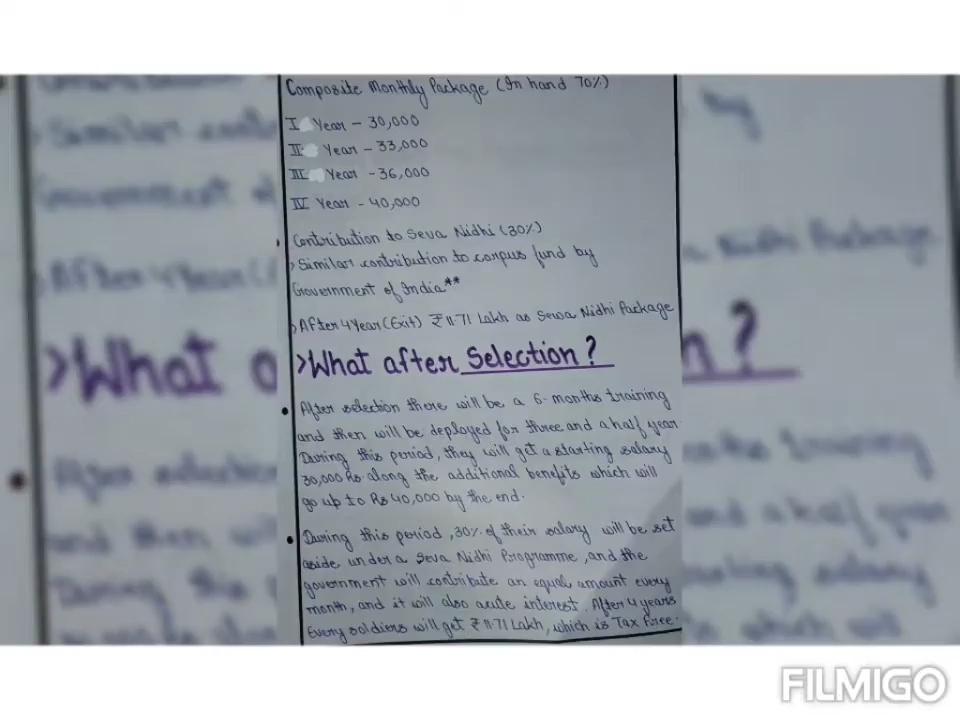 Composite Monthly Package (In hand 70%)
I Year - 30,000
II Year - 33,000
III Year - 36,000
IV Year - 40,000
Contribution to Seva Nidhi (30%)
> Similar contribution to corpus fund by
Government of India**
> After 4 Year (Exit) ₹ 11.71 Lakh as Sewa Nidhi Package
> What after Selection?
• After selection there will be a 6-months training
and then will be deployed for three and a half year
During this period, they will get a starting salary
30,000 Rs along the additional benefits which will
go up to Rs 40,000 by the end.
• During this period, 30% of their salary will be set
aside under a Seva Nidhi Programme, and the
government will contribute an equal amount every
month, and it will also acute interest. After 4 years
Every soldiers will get ₹ 11.71 Lakh, which is Tax Free.
FILMIGO